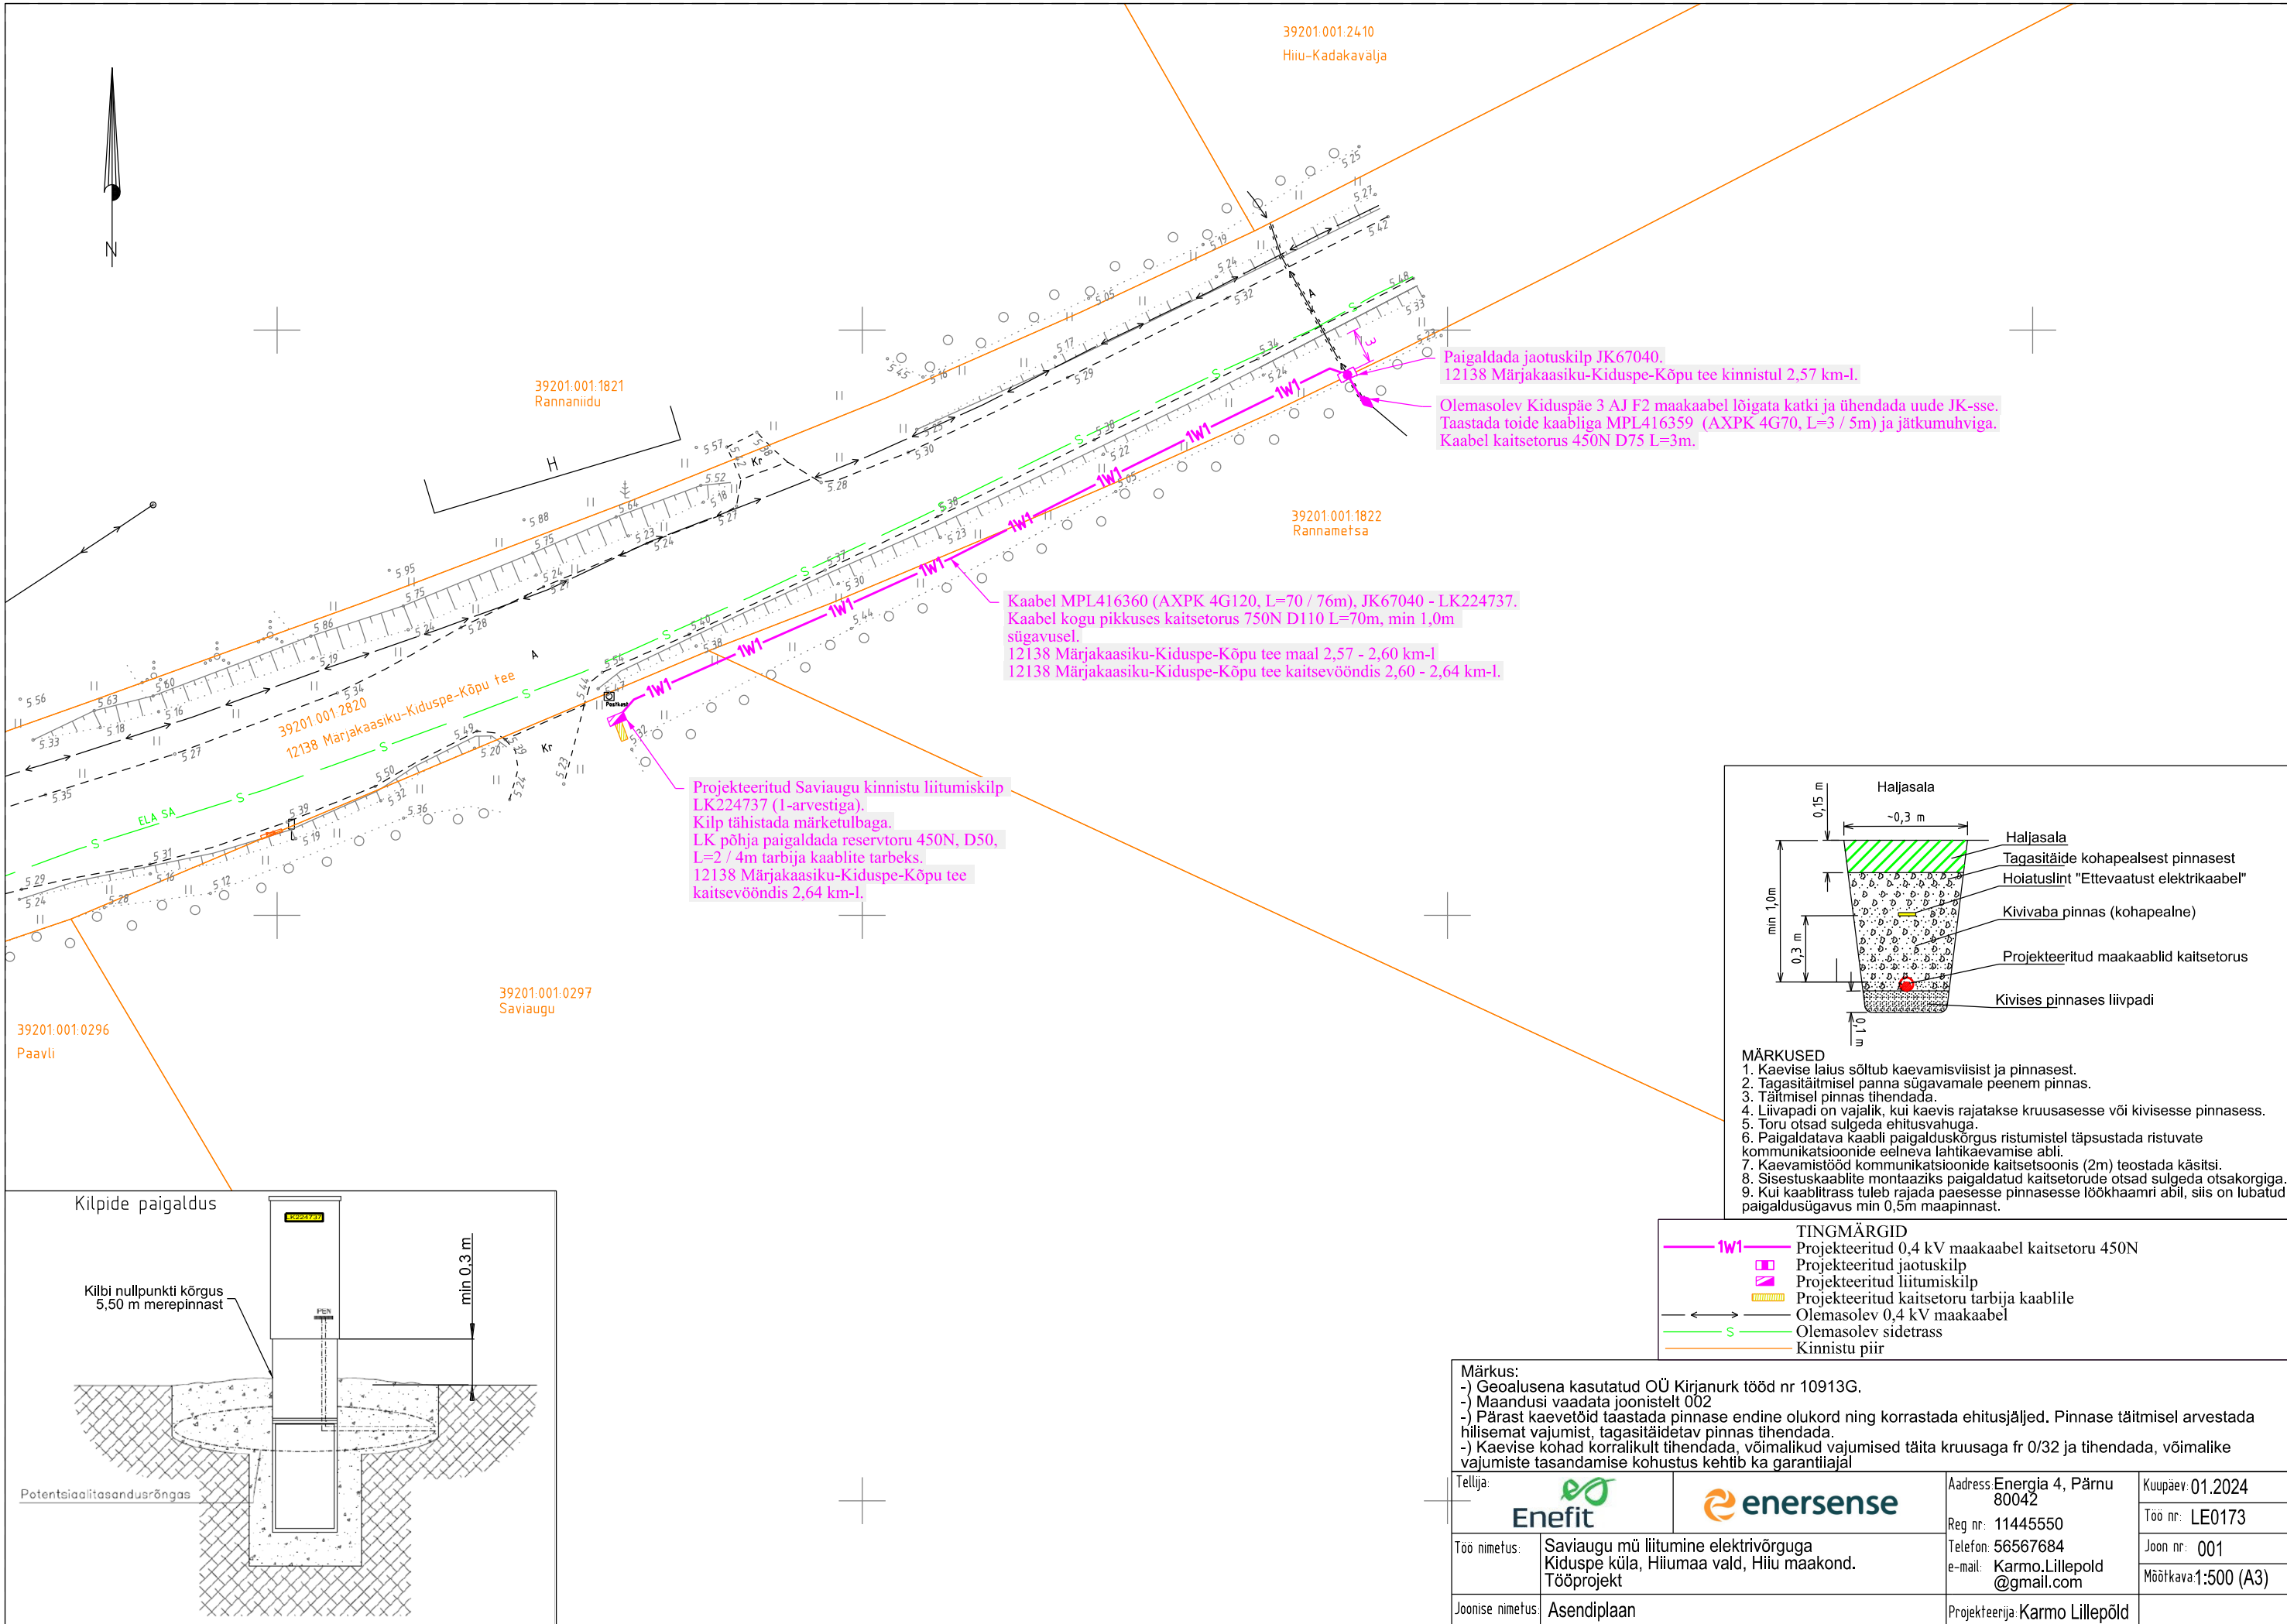 39201:001:2410
Hiiu-Kadakavälja
N
39201:001:1821
Rannaniidu
H
Paigaldada jaotuskilp JK67040.
12138 Märjakaasiku-Kiduspe-Kõpu tee kinnistul 2,57 km-l.
Olemasolev Kiduspäe 3 AJ F2 maakaabel lõigata katki ja ühendada uude JK-sse.
Taastada toide kaabliga MPL416359 (AXPK 4G70, L=3 / 5m) ja jätkumuhviga.
Kaabel kaitsetorus 450N D75 L=3m.
39201:001:1822
Rannametsa
Kaabel MPL416360 (AXPK 4G120, L=70 / 76m), JK67040 - LK224737.
Kaabel kogu pikkuses kaitsetorus 750N D110 L=70m, min 1,0m
sügavusel.
12138 Märjakaasiku-Kiduspe-Kõpu tee maal 2,57 - 2,60 km-l
12138 Märjakaasiku-Kiduspe-Kõpu tee kaitsevööndis 2,60 - 2,64 km-l.
39201:001:2820
12138 Märjakaasiku-Kiduspe-Kõpu tee
Postkast
Kr
Kr
A
A
3
1W1
S
ELA SA
Projekteeritud Saviaugu kinnistu liitumiskilp
LK224737 (1-arvestiga).
Kilp tähistada märketulbaga.
LK põhja paigaldada reservtoru 450N, D50,
L=2 / 4m tarbija kaablite tarbeks.
12138 Märjakaasiku-Kiduspe-Kõpu tee
kaitsevööndis 2,64 km-l.
39201:001:0297
Saviaugu
39201:001:0296
Paavli
Haljasala
0,15 m
~0,3 m
min 1,0m
0,3 m
0,1 m
Haljasala
Tagasitäide kohapealsest pinnasest
Hoiatuslint "Ettevaatust elektrikaabel"
Kivivaba pinnas (kohapealne)
Projekteeritud maakaablid kaitsetorus
Kivises pinnases liivpadi
MÄRKUSED
1. Kaevise laius sõltub kaevamisviisist ja pinnasest.
2. Tagasitäitmisel panna sügavamale peenem pinnas.
3. Täitmisel pinnas tihendada.
4. Liivapadi on vajalik, kui kaevis rajatakse kruusasesse või kivisesse pinnasess.
5. Toru otsad sulgeda ehitusvahuga.
6. Paigaldatava kaabli paigalduskõrgus ristumistel täpsustada ristuvate
kommunikatsioonide eelneva lahtikaevamise abli.
7. Kaevamistööd kommunikatsioonide kaitsetsoonis (2m) teostada käsitsi.
8. Sisestuskaablite montaaziks paigaldatud kaitsetorude otsad sulgeda otsakorgiga.
9. Kui kaablitrass tuleb rajada paesesse pinnasesse löökhaamri abil, siis on lubatud
paigaldusügavus min 0,5m maapinnast.
Kilpide paigaldus
LK224737
Kilbi nullpunkti kõrgus
5,50 m merepinnast
PEN
min 0,3 m
Potentsiaalitasandusrõngas
TINGMÄRGID
1W1 Projekteeritud 0,4 kV maakaabel kaitsetoru 450N
Projekteeritud jaotuskilp
Projekteeritud liitumiskilp
Projekteeritud kaitsetoru tarbija kaablile
Olemasolev 0,4 kV maakaabel
S Olemasolev sidetrass
Kinnistu piir
Märkus:
-) Geoalusena kasutatud OÜ Kirjanurk tööd nr 10913G.
-) Maandusi vaadata joonistelt 002
-) Pärast kaevetöid taastada pinnase endine olukord ning korrastada ehitusjäljed. Pinnase täitmisel arvestada
hilisemat vajumist, tagasitäidetav pinnas tihendada.
-) Kaevise kohad korralikult tihendada, võimalikud vajumised täita kruusaga fr 0/32 ja tihendada, võimalike
vajumiste tasandamise kohustus kehtib ka garantiiajal
Tellija:
Enefit
enersense
Aadress: Energia 4, Pärnu
80042
Reg nr: 11445550
Telefon: 56567684
e-mail: Karmo.Lillepold
@gmail.com
Kuupäev: 01.2024
Töö nr: LE0173
Joon nr: 001
Mõõtkava: 1:500 (A3)
Töö nimetus:
Saviaugu mü liitumine elektrivõrguga
Kiduspe küla, Hiiumaa vald, Hiiu maakond.
Tööprojekt
Joonise nimetus: Asendiplaan
Projekteerija: Karmo Lillepõld